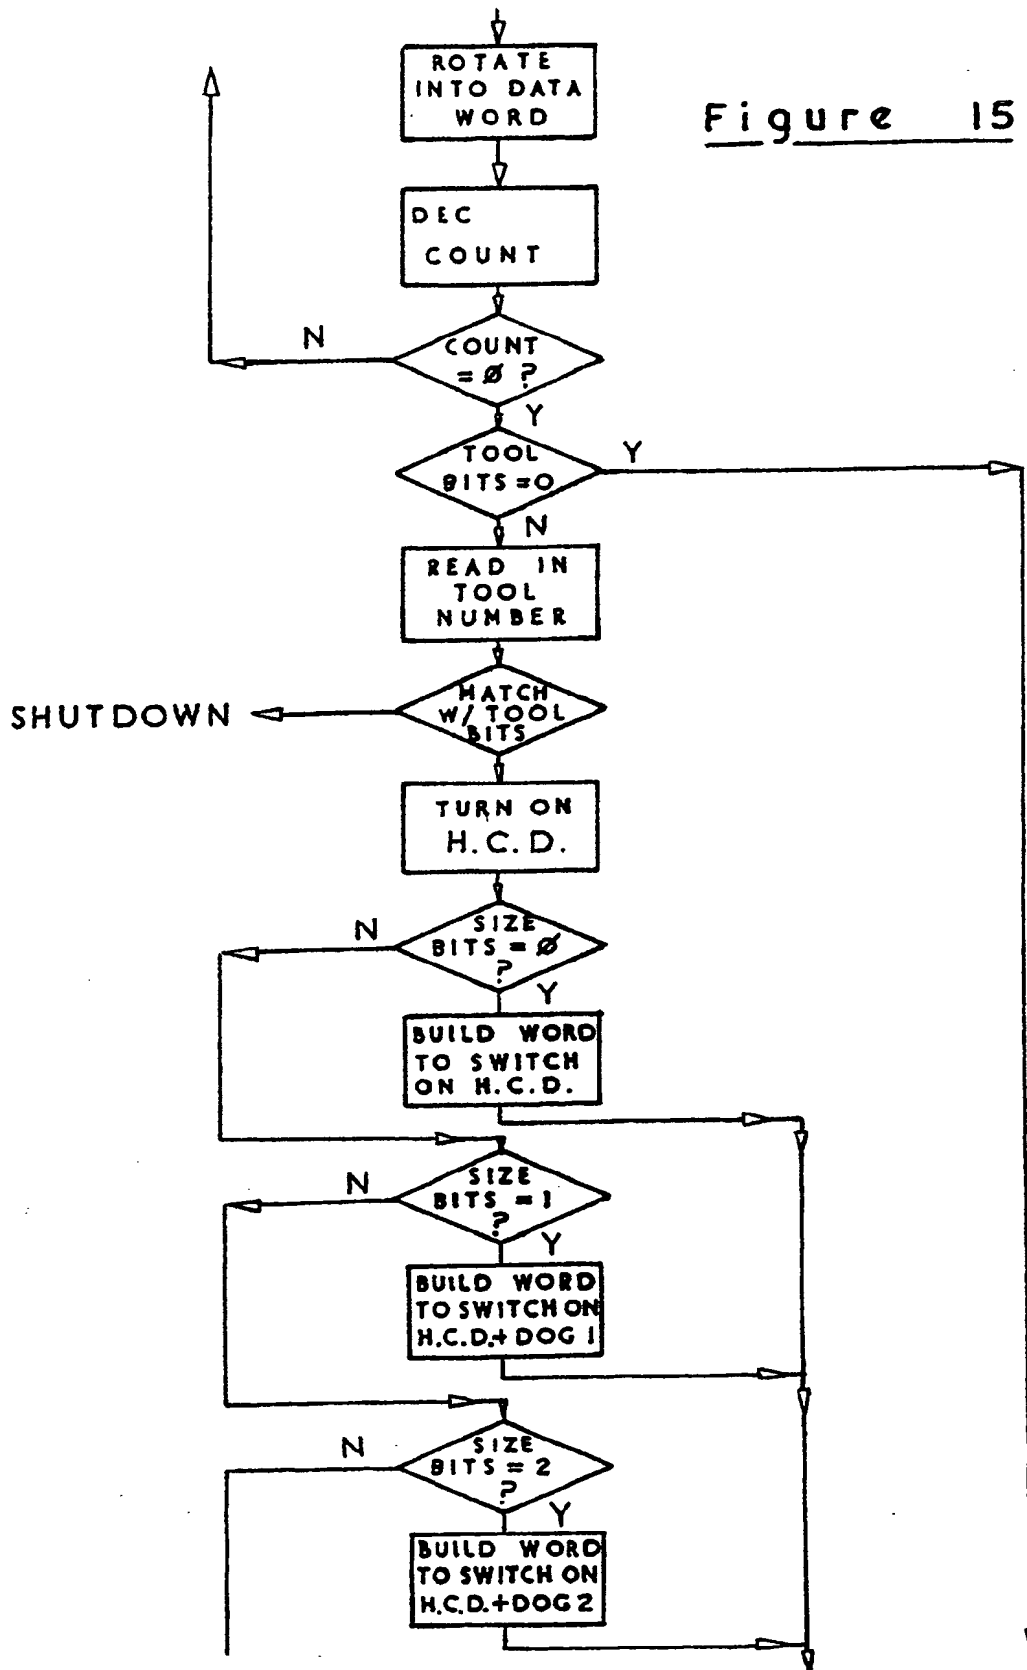 ROTATE
INTO DATA
WORD
Figure 15
DEC
COUNT
N
COUNT
= Ø ?
Y
TOOL
BITS = O
Y
N
READ IN
TOOL
NUMBER
MATCH
W/ TOOL
BITS
SHUTDOWN
TURN ON
H.C.D.
N
SIZE
BITS = Ø
?
Y
BUILD WORD
TO SWITCH
ON H.C.D.
N
SIZE
BITS = 1
?
Y
BUILD WORD
TO SWITCH ON
H.C.D.+ DOG 1
N
SIZE
BITS = 2
?
Y
BUILD WORD
TO SWITCH ON
H.C.D.+DOG 2